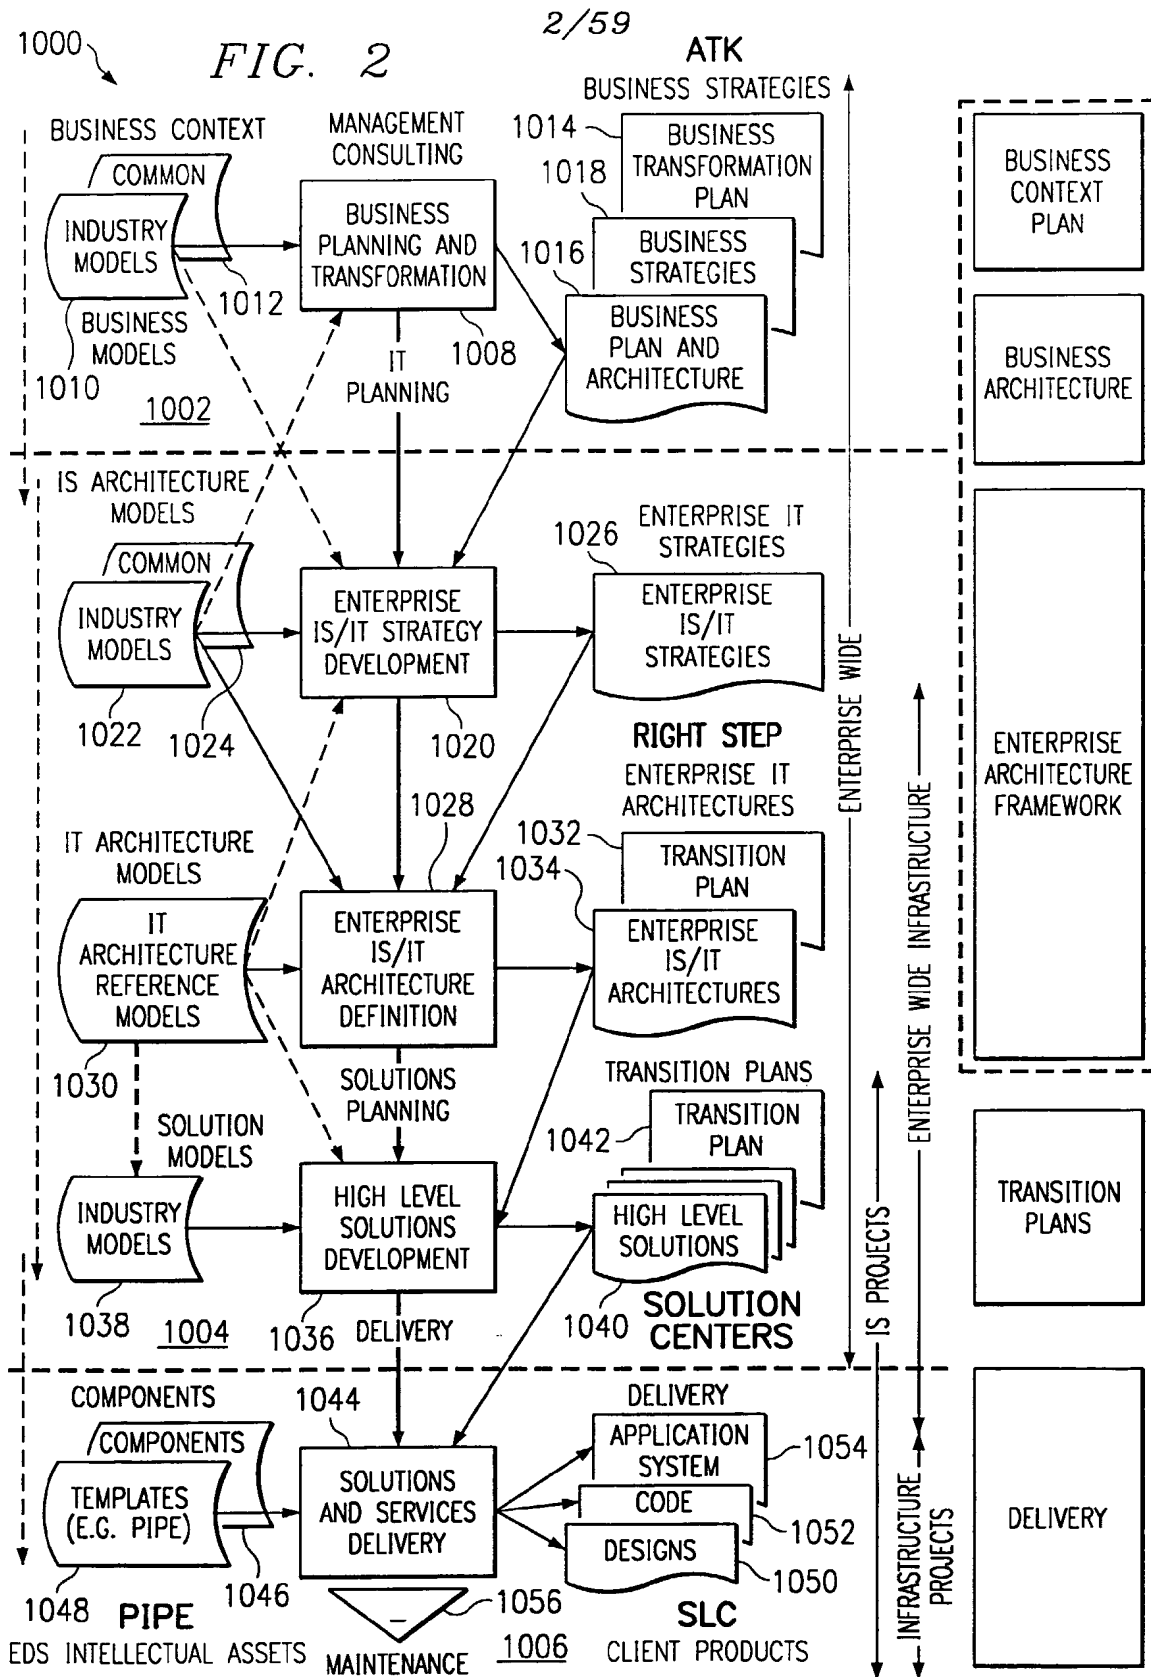 2/59
1000
FIG. 2
ATK
BUSINESS STRATEGIES
BUSINESS CONTEXT
COMMON
INDUSTRY
MODELS
1012
BUSINESS
MODELS
1010
1002
MANAGEMENT
CONSULTING
BUSINESS
PLANNING AND
TRANSFORMATION
1008
IT
PLANNING
1014
BUSINESS
TRANSFORMATION
PLAN
1018
BUSINESS
STRATEGIES
1016
BUSINESS
PLAN AND
ARCHITECTURE
BUSINESS
CONTEXT
PLAN
BUSINESS
ARCHITECTURE
IS ARCHITECTURE
MODELS
COMMON
INDUSTRY
MODELS
1022
1024
ENTERPRISE
IS/IT STRATEGY
DEVELOPMENT
1020
ENTERPRISE IT
STRATEGIES
1026
ENTERPRISE
IS/IT
STRATEGIES
RIGHT STEP
ENTERPRISE IT
ARCHITECTURES
1032
TRANSITION
PLAN
1034
ENTERPRISE
IS/IT
ARCHITECTURES
1028
IT ARCHITECTURE
MODELS
IT
ARCHITECTURE
REFERENCE
MODELS
1030
ENTERPRISE
IS/IT
ARCHITECTURE
DEFINITION
SOLUTIONS
PLANNING
ENTERPRISE WIDE
ENTERPRISE WIDE INFRASTRUCTURE
ENTERPRISE
ARCHITECTURE
FRAMEWORK
SOLUTION
MODELS
INDUSTRY
MODELS
1038
1004
HIGH LEVEL
SOLUTIONS
DEVELOPMENT
1036
DELIVERY
TRANSITION PLANS
1042
TRANSITION
PLAN
HIGH LEVEL
SOLUTIONS
1040
SOLUTION
CENTERS
IS PROJECTS
TRANSITION
PLANS
COMPONENTS
COMPONENTS
TEMPLATES
(E.G. PIPE)
1048
1046
PIPE
EDS INTELLECTUAL ASSETS
1044
SOLUTIONS
AND SERVICES
DELIVERY
1056
MAINTENANCE
1006
DELIVERY
APPLICATION
SYSTEM
1054
CODE
1052
DESIGNS
1050
SLC
CLIENT PRODUCTS
INFRASTRUCTURE
PROJECTS
DELIVERY